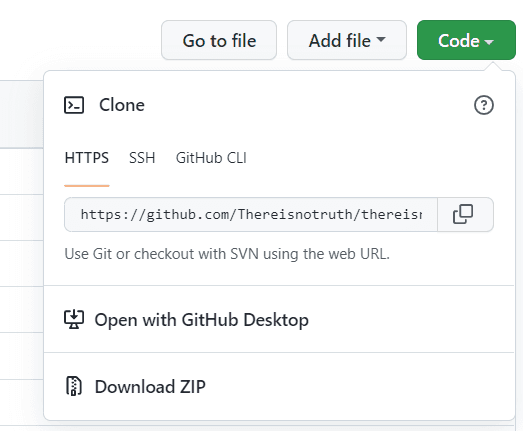 Go to file Add file Code
Clone
HTTPS SSH GitHub CLI
https://github.com/Thereisnotruth/
Use Git or checkout with SVN using the web URL.
Open with GitHub Desktop
Download ZIP